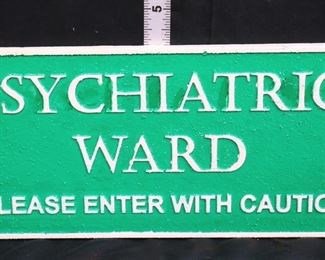 5
SYCHIATRIC
WARD
LEASE ENTER WITH CAUTIO